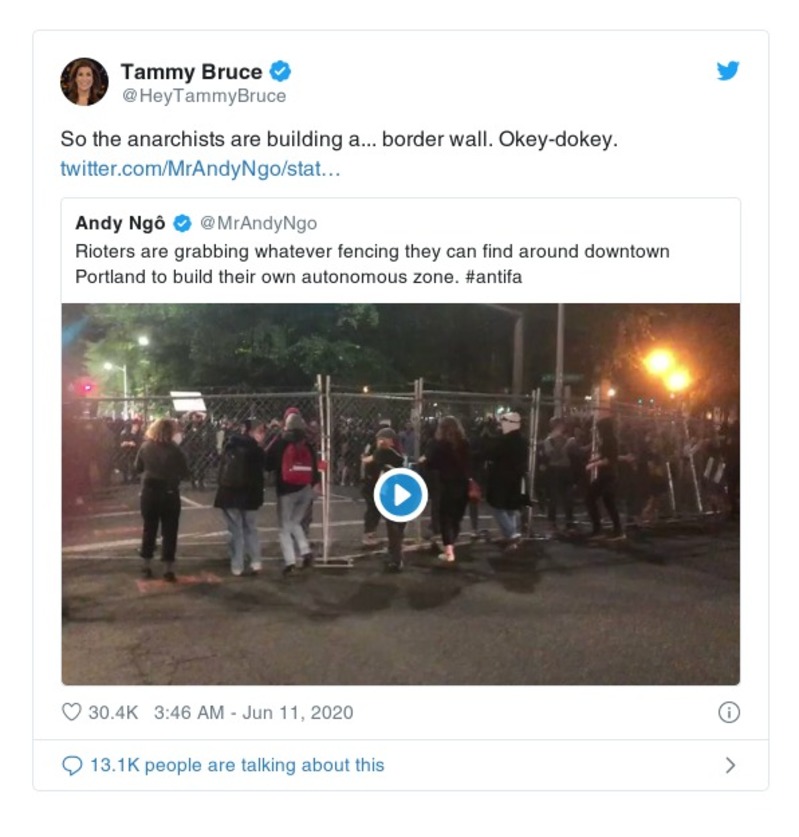 Tammy Bruce
@HeyTammyBruce
So the anarchists are building a... border wall. Okey-dokey.
twitter.com/MrAndyNgo/stat…
Andy Ngô @MrAndyNgo
Rioters are grabbing whatever fencing they can find around downtown
Portland to build their own autonomous zone. #antifa
30.4K 3:46 AM - Jun 11, 2020
13.1K people are talking about this